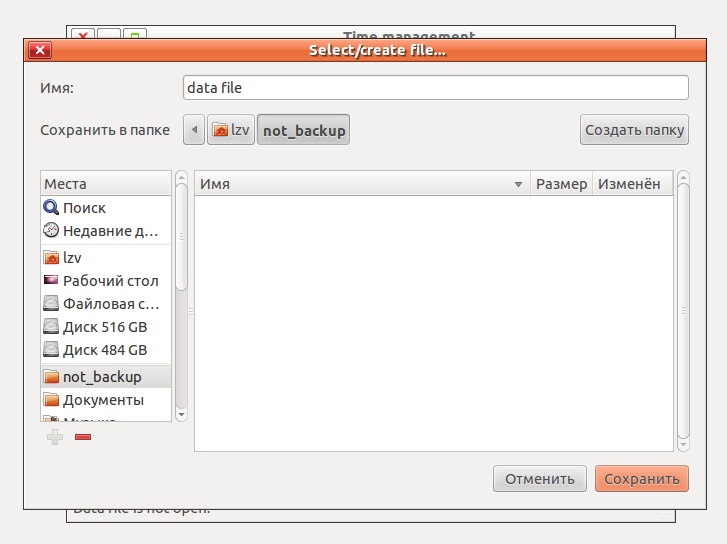 Time management
Select/create file...
Имя: data file
Сохранить в папке lzv not_backup Создать папку
Места Имя Размер Изменён
Поиск
Недавние д...
lzv
Рабочий стол
Файловая с...
Диск 516 GB
Диск 484 GB
not_backup
Документы
Музыка
Отменить Сохранить
Data file is not open.